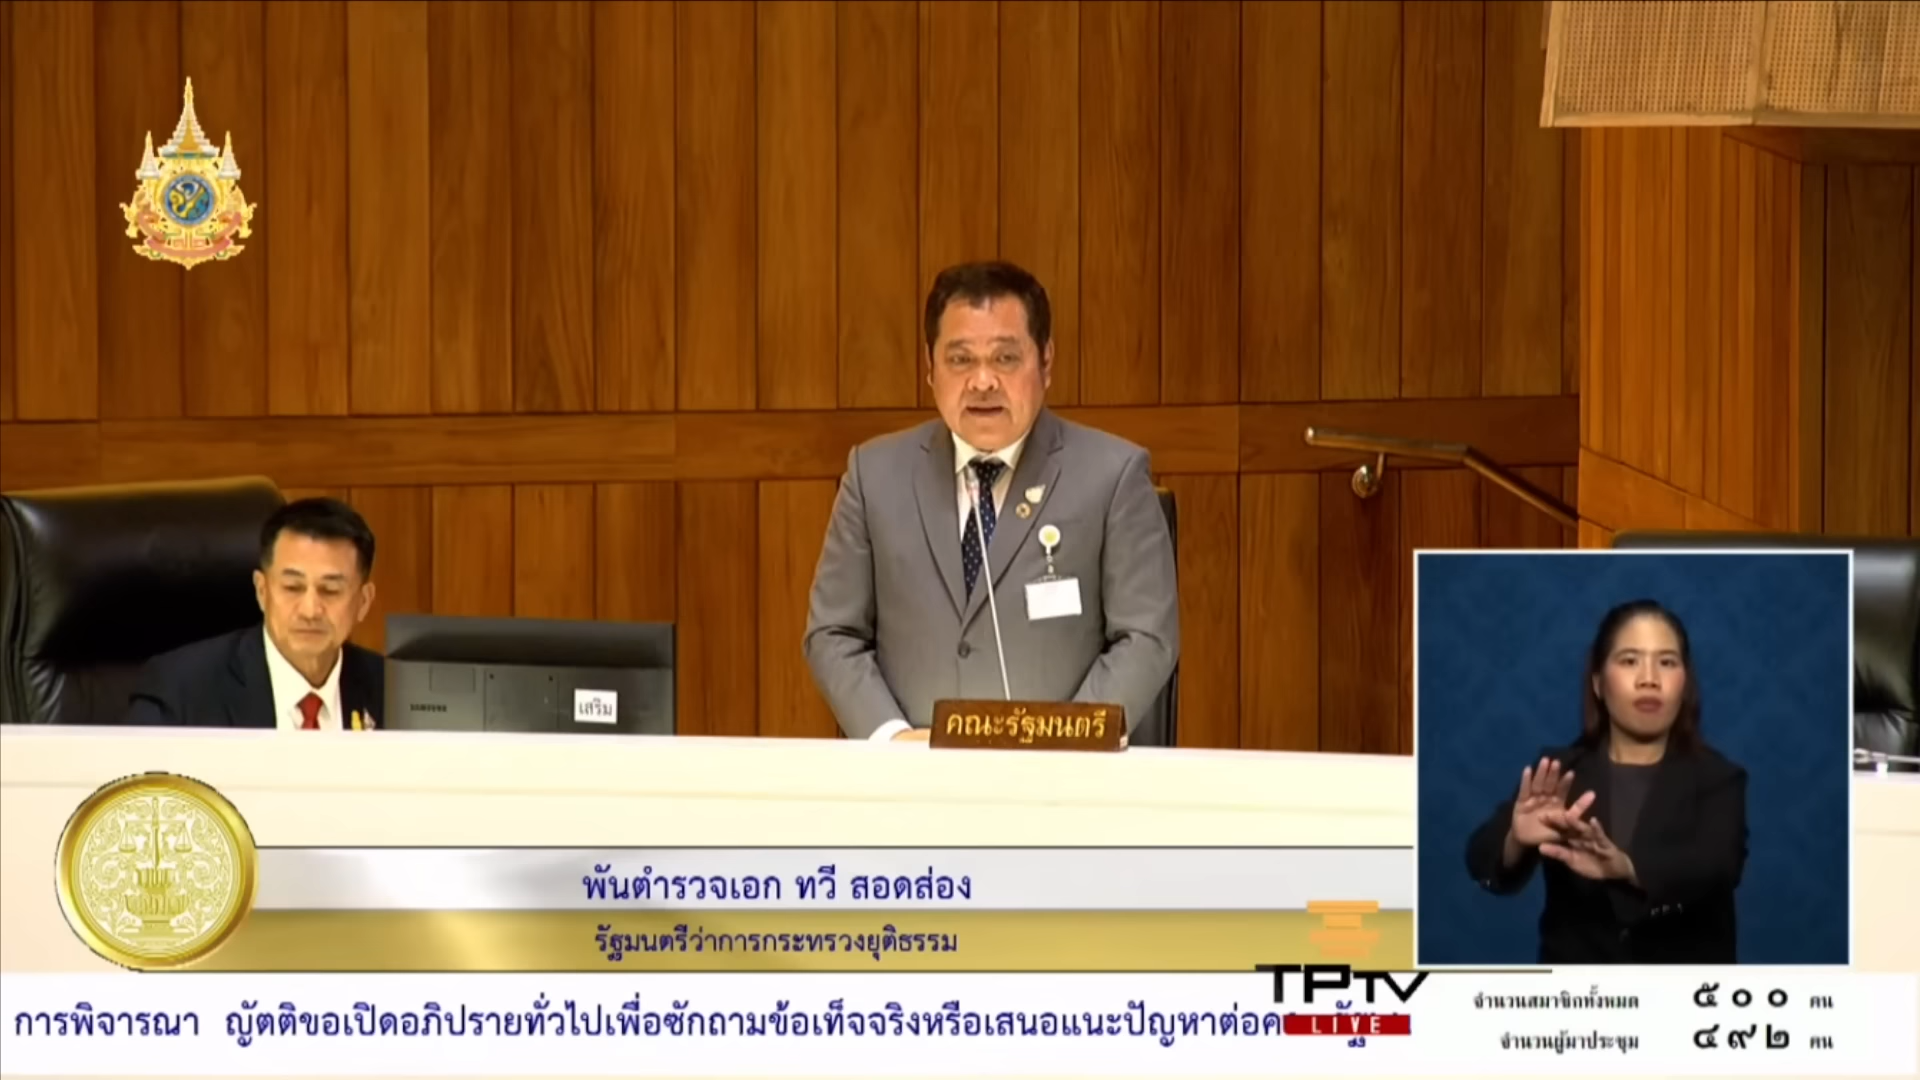 SAMSUNG
เสริม
คณะรัฐมนตรี
พันตำรวจเอก ทวี สอดส่อง
รัฐมนตรีว่าการกระทรวงยุติธรรม
TPTV
LIVE
การพิจารณา ญัตติขอเปิดอภิปรายทั่วไปเพื่อซักถามข้อเท็จจริงหรือเสนอแนะปัญหาต่อ
จำนวนสมาชิกทั้งหมด ๕๐๐ คน
จำนวนผู้มาประชุม ๔๙๒ คน